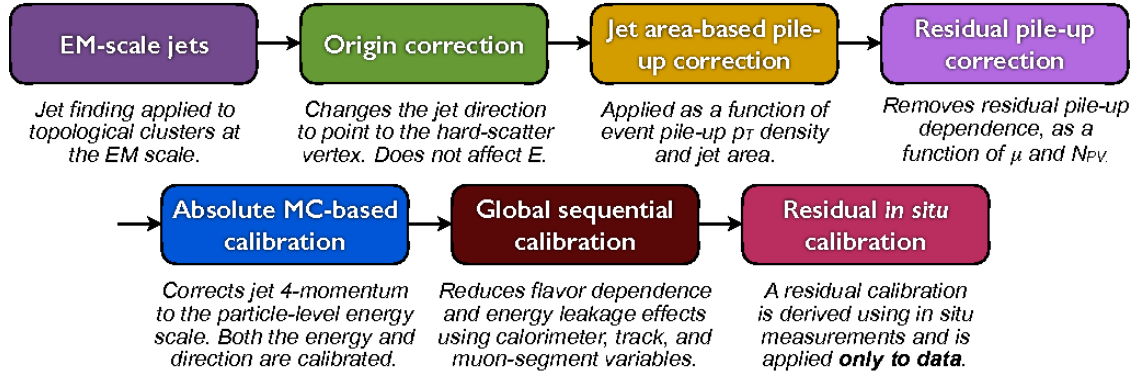 EM-scale jets
Jet finding applied to
topological clusters at
the EM scale.
Origin correction
Changes the jet direction
to point to the hard-scatter
vertex. Does not affect E.
Jet area-based pile-
up correction
Applied as a function of
event pile-up pT density
and jet area.
Residual pile-up
correction
Removes residual pile-up
dependence, as a
function of μ and NPV.
Absolute MC-based
calibration
Corrects jet 4-momentum
to the particle-level energy
scale. Both the energy and
direction are calibrated.
Global sequential
calibration
Reduces flavor dependence
and energy leakage effects
using calorimeter, track, and
muon-segment variables.
Residual in situ
calibration
A residual calibration
is derived using in situ
measurements and is
applied only to data.